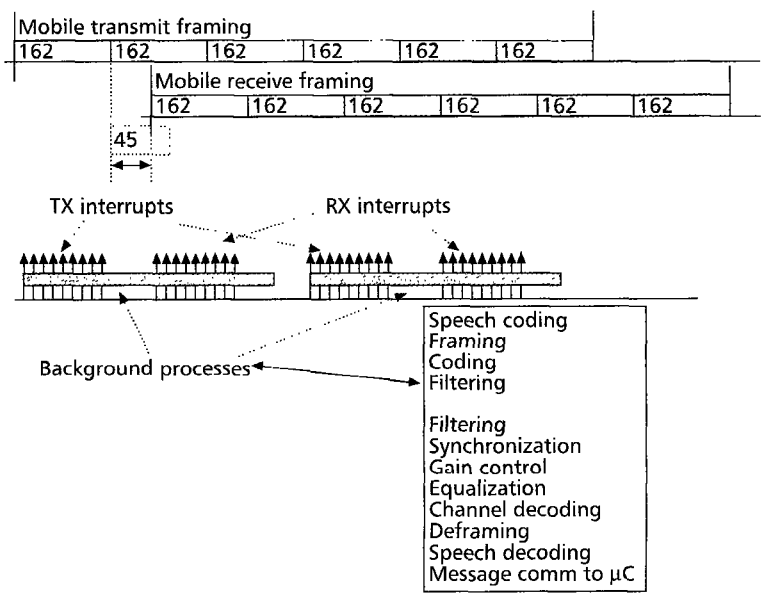 Mobile transmit framing
162 162 162 162 162 162
Mobile receive framing
162 162 162 162 162 162
45
TX interrupts RX interrupts
Background processes
Speech coding
Framing
Coding
Filtering
Filtering
Synchronization
Gain control
Equalization
Channel decoding
Deframing
Speech decoding
Message comm to µC